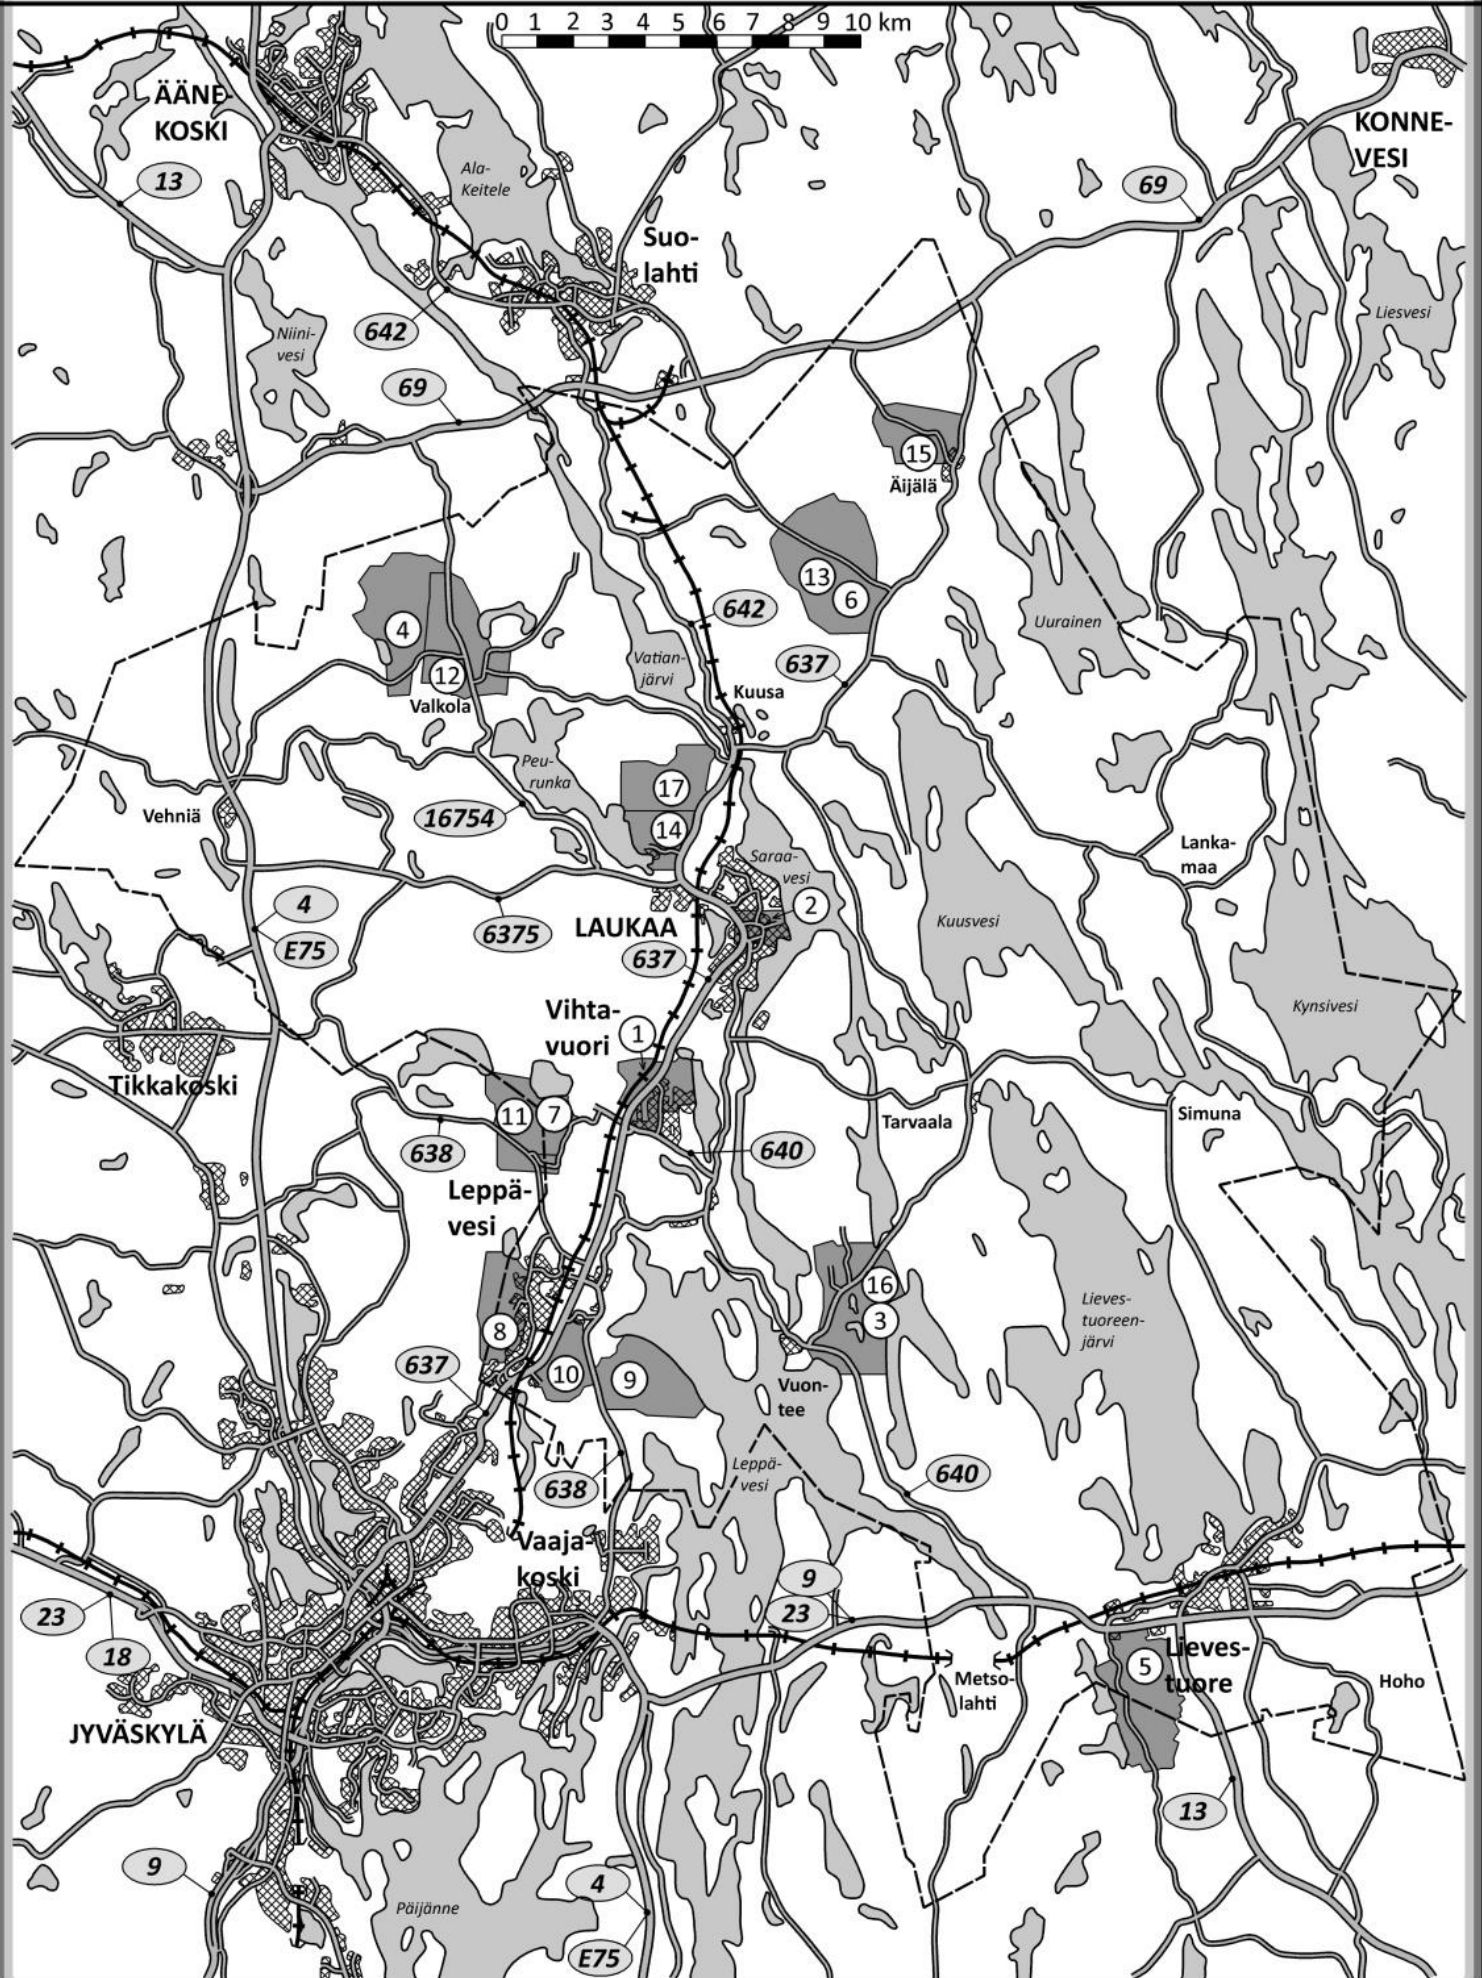 0 1 2 3 4 5 6 7 8 9 10 km
ÄÄNE-
KOSKI
KONNE-
VESI
13
Ala-
Keitele
69
Suo-
lahti
Niini-
vesi
642
Liesvesi
69
15
Äijälä
13
6
642
4
Uurainen
Vatian-
järvi
637
12
Kuusa
Valkola
Peu-
runka
17
16754
Vehniä
14
Lanka-
maa
Saraa-
vesi
4
2
Kuusvesi
6375
LAUKAA
E75
637
Vihta-
vuori
1
Kynsivesi
Tikkakoski
11
7
Tarvaala
Simuna
638
640
Leppä-
vesi
16
Lieves-
tuoreen-
järvi
3
8
637
10
9
Vuon-
tee
Leppä-
vesi
640
638
Vaaja-
koski
9
23
23
18
Lieves-
tuore
5
Metso-
lahti
Hoho
JYVÄSKYLÄ
13
9
4
Päijänne
E75